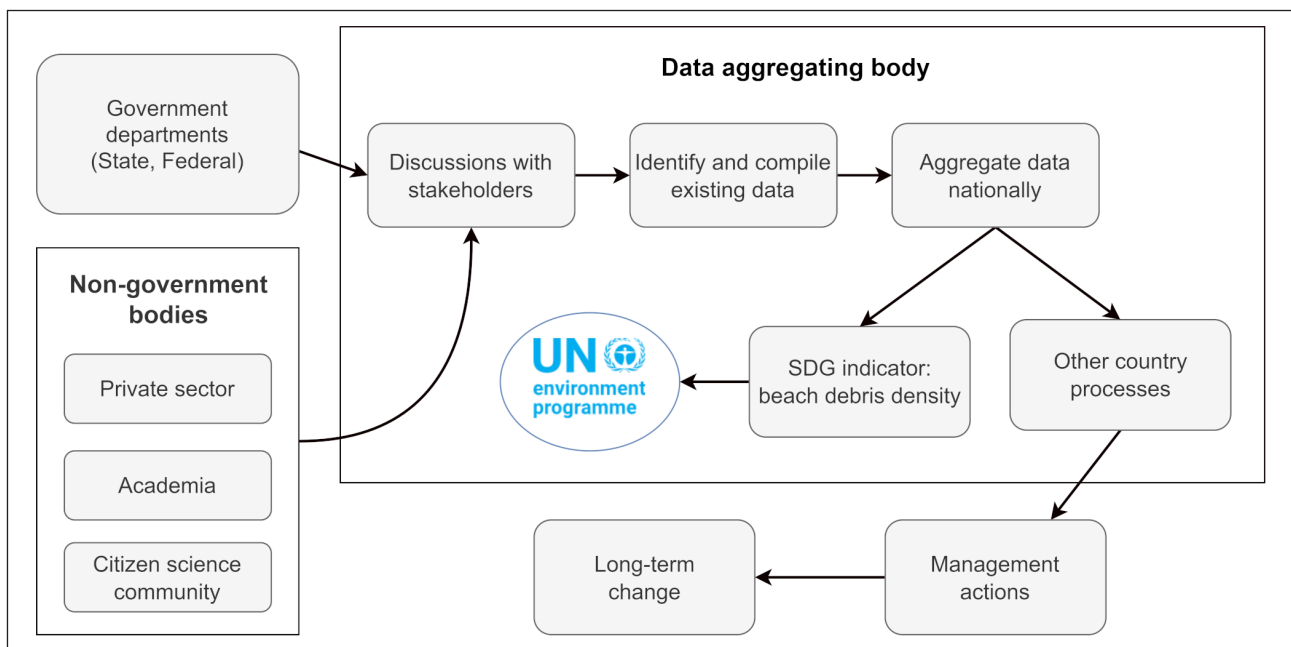 Data aggregating body
Government
departments
(State, Federal)
Discussions with
stakeholders
Identify and compile
existing data
Aggregate data
nationally
Non-government
bodies
Private sector
Academia
Citizen science
community
UN
environment
programme
SDG indicator:
beach debris density
Other country
processes
Long-term
change
Management
actions